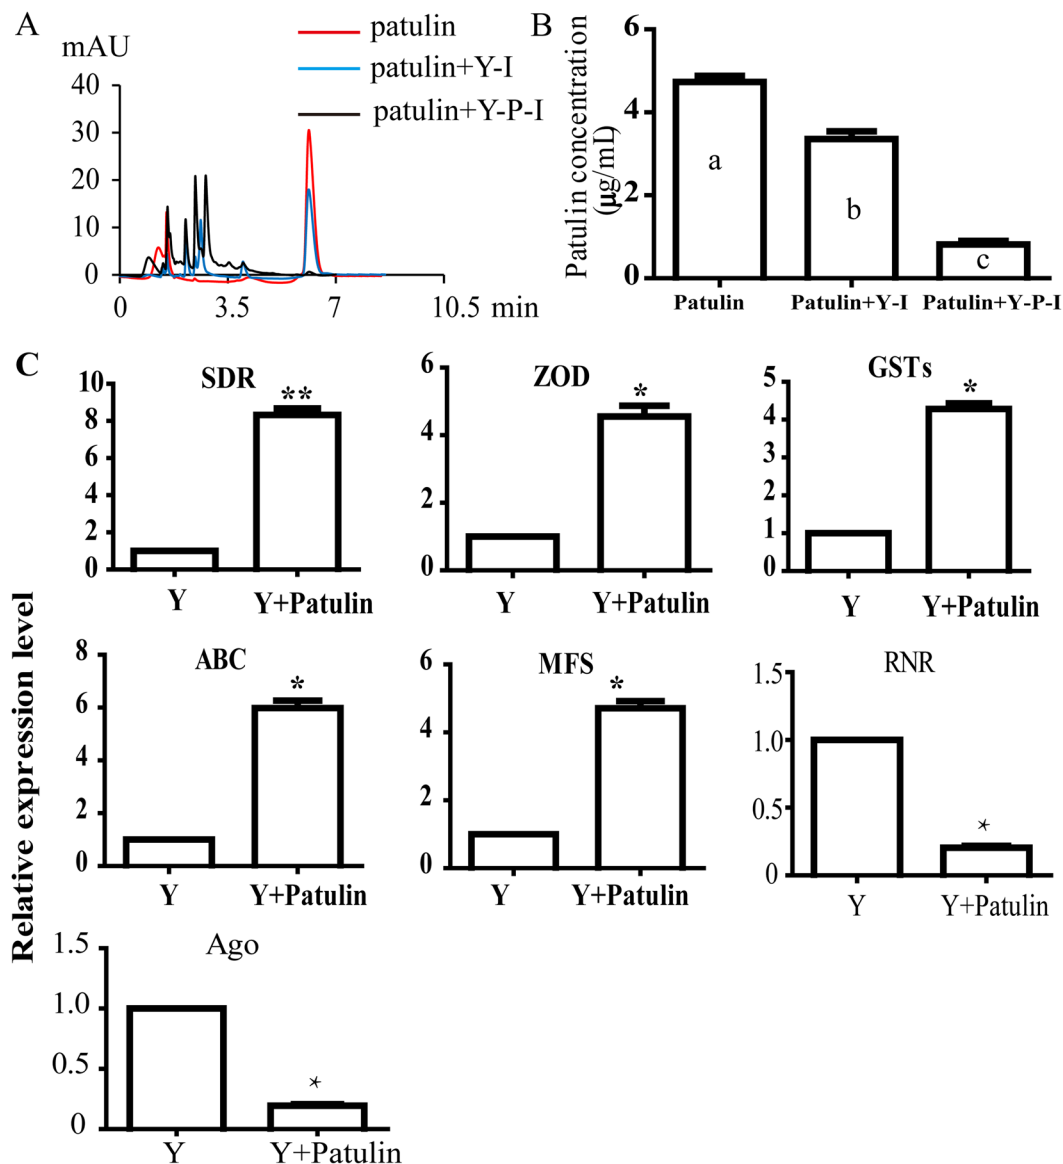 A
mAU
patulin
patulin+Y-I
patulin+Y-P-I
40
30
20
10
0
0 3.5 7 10.5 min
B
Patulin concentration
(μg/mL)
6
4
2
0
a
b
c
Patulin Patulin+Y-I Patulin+Y-P-I
C
Relative expression level
SDR
10
8
6
4
2
0
**
Y Y+Patulin
ZOD
6
4
2
0
*
Y Y+Patulin
GSTs
5
4
3
2
1
0
*
Y Y+Patulin
ABC
8
6
4
2
0
*
Y Y+Patulin
MFS
6
4
2
0
*
Y Y+Patulin
RNR
1.5
1.0
0.5
0
*
Y Y+Patulin
Ago
1.5
1.0
0.5
0
*
Y Y+Patulin